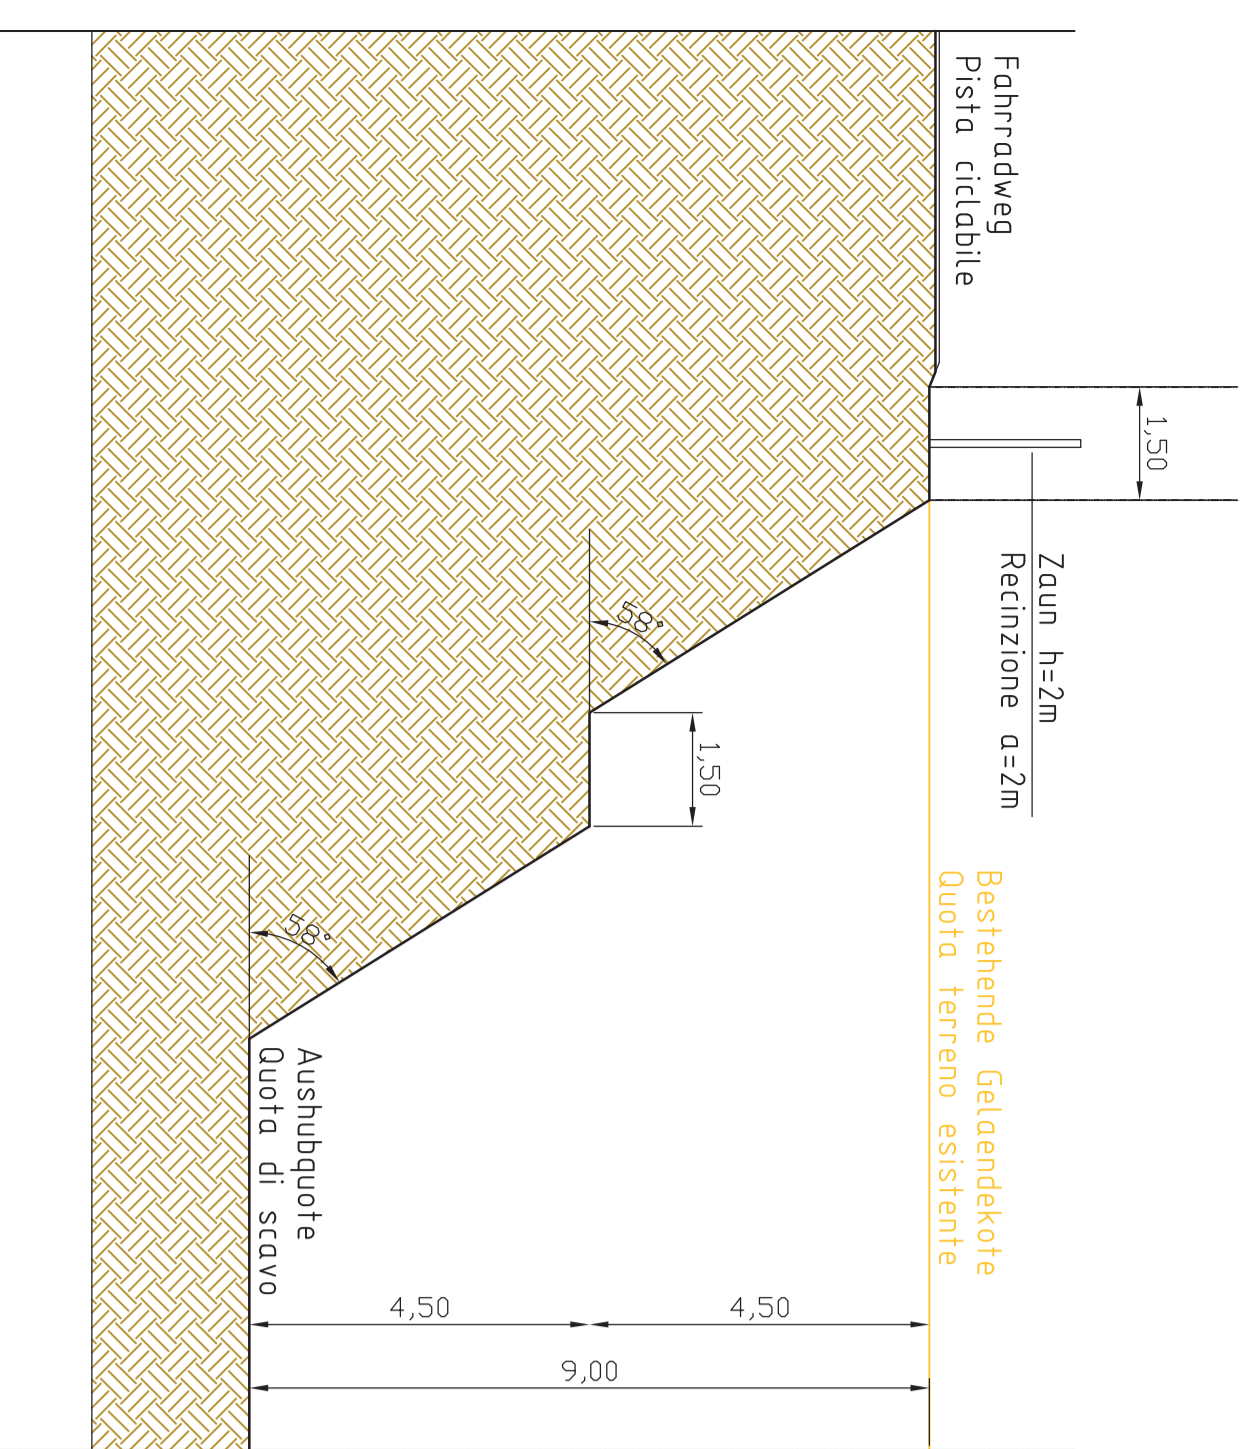 Fahrradweg
Pista ciclabile
1,50
Zaun h=2m
Recinzione a=2m
58°
1,50
Bestehende Gelaendekote
Quota terreno esistente
58°
Aushubquote
Quota di scavo
4,50
4,50
9,00